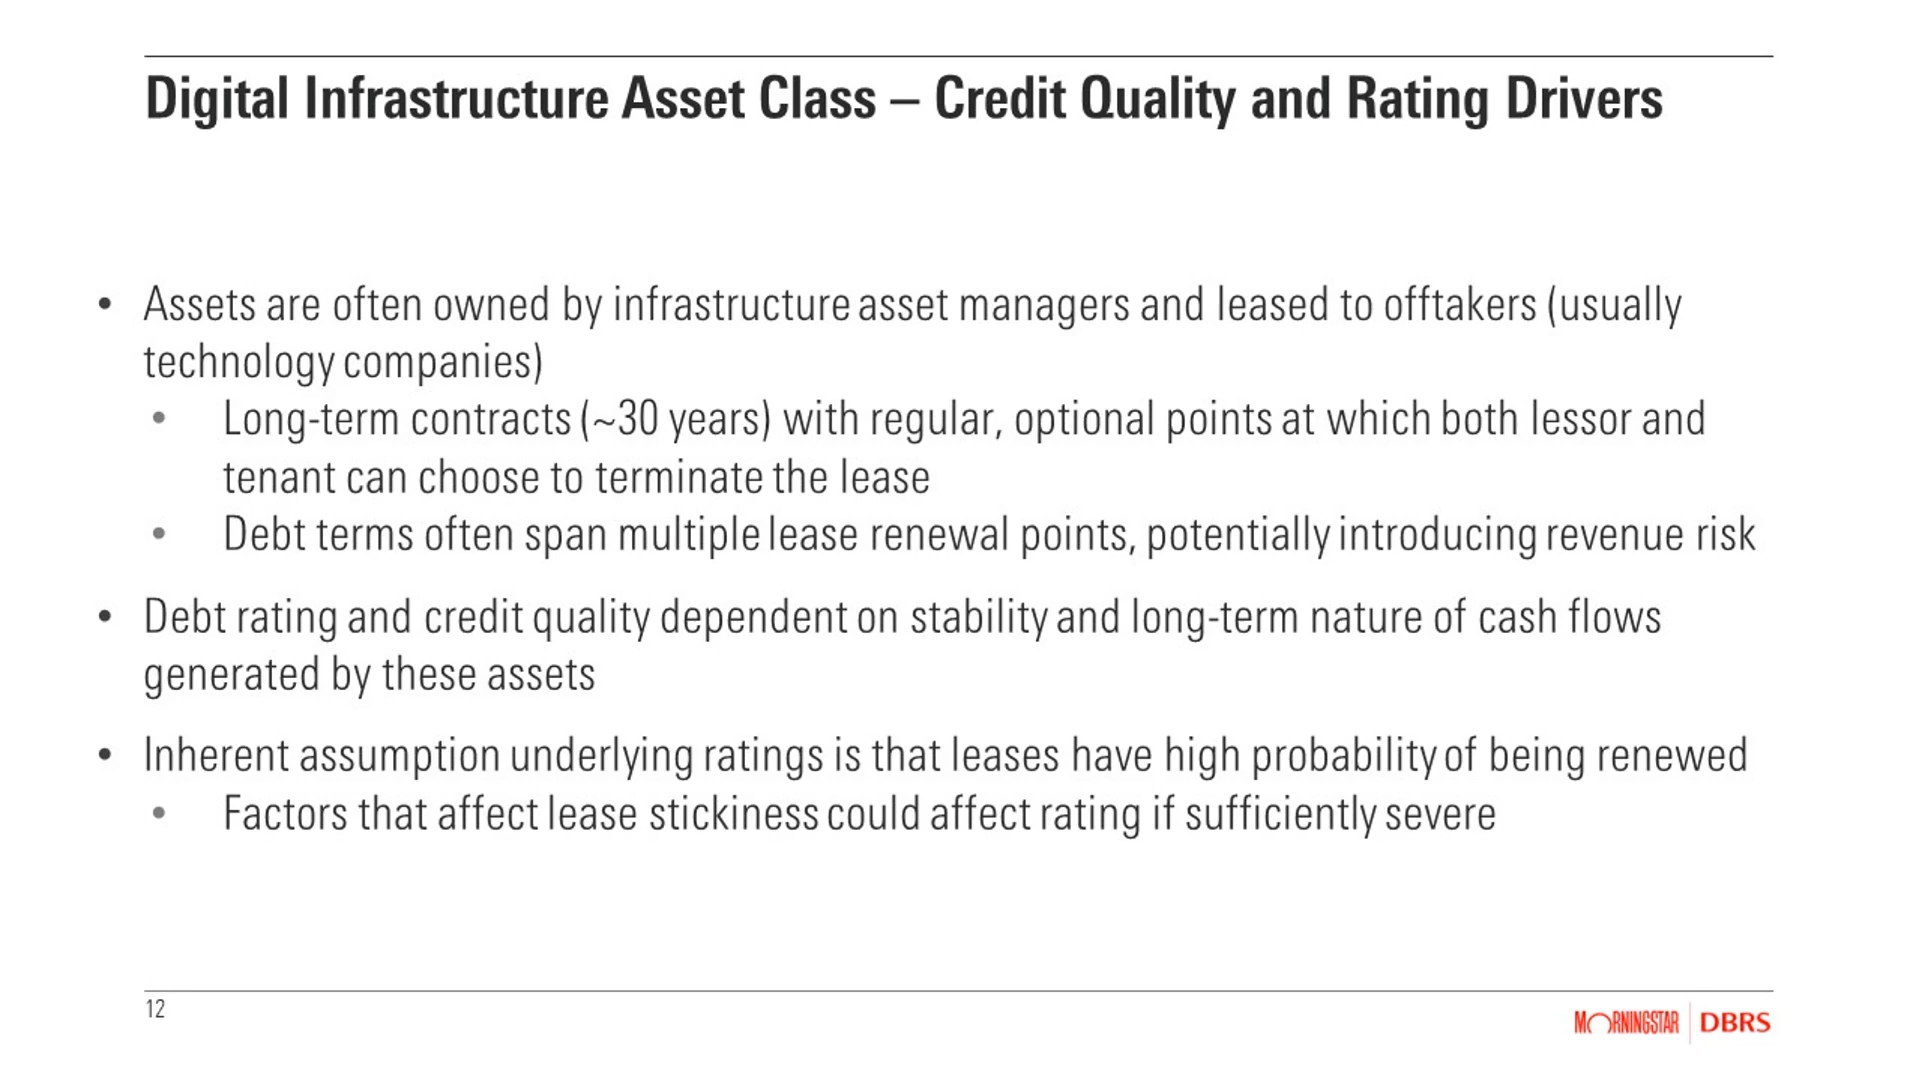 Digital Infrastructure Asset Class – Credit Quality and Rating Drivers
• Assets are often owned by infrastructure asset managers and leased to offtakers (usually
technology companies)
• Long-term contracts (~30 years) with regular, optional points at which both lessor and
tenant can choose to terminate the lease
• Debt terms often span multiple lease renewal points, potentially introducing revenue risk
• Debt rating and credit quality dependent on stability and long-term nature of cash flows
generated by these assets
• Inherent assumption underlying ratings is that leases have high probability of being renewed
• Factors that affect lease stickiness could affect rating if sufficiently severe
12
MORNINGSTAR | DBRS